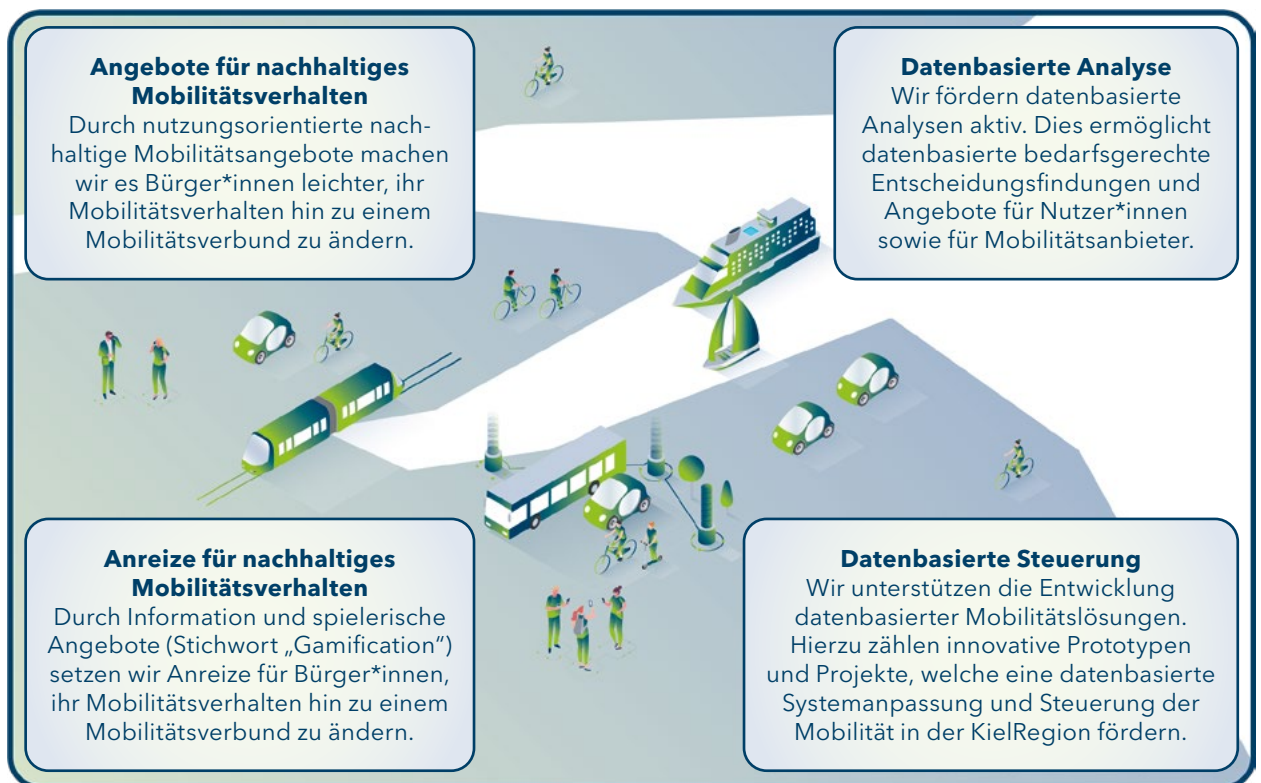 Angebote für nachhaltiges
Mobilitätsverhalten
Durch nutzungsorientierte nach-
haltige Mobilitätsangebote machen
wir es Bürger*innen leichter, ihr
Mobilitätsverhalten hin zu einem
Mobilitätsverbund zu ändern.
Datenbasierte Analyse
Wir fördern datenbasierte
Analysen aktiv. Dies ermöglicht
datenbasierte bedarfsgerechte
Entscheidungsfindungen und
Angebote für Nutzer*innen
sowie für Mobilitätsanbieter.
Anreize für nachhaltiges
Mobilitätsverhalten
Durch Information und spielerische
Angebote (Stichwort „Gamification“)
setzen wir Anreize für Bürger*innen,
ihr Mobilitätsverhalten hin zu einem
Mobilitätsverbund zu ändern.
Datenbasierte Steuerung
Wir unterstützen die Entwicklung
datenbasierter Mobilitätslösungen.
Hierzu zählen innovative Prototypen
und Projekte, welche eine datenbasierte
Systemanpassung und Steuerung der
Mobilität in der KielRegion fördern.